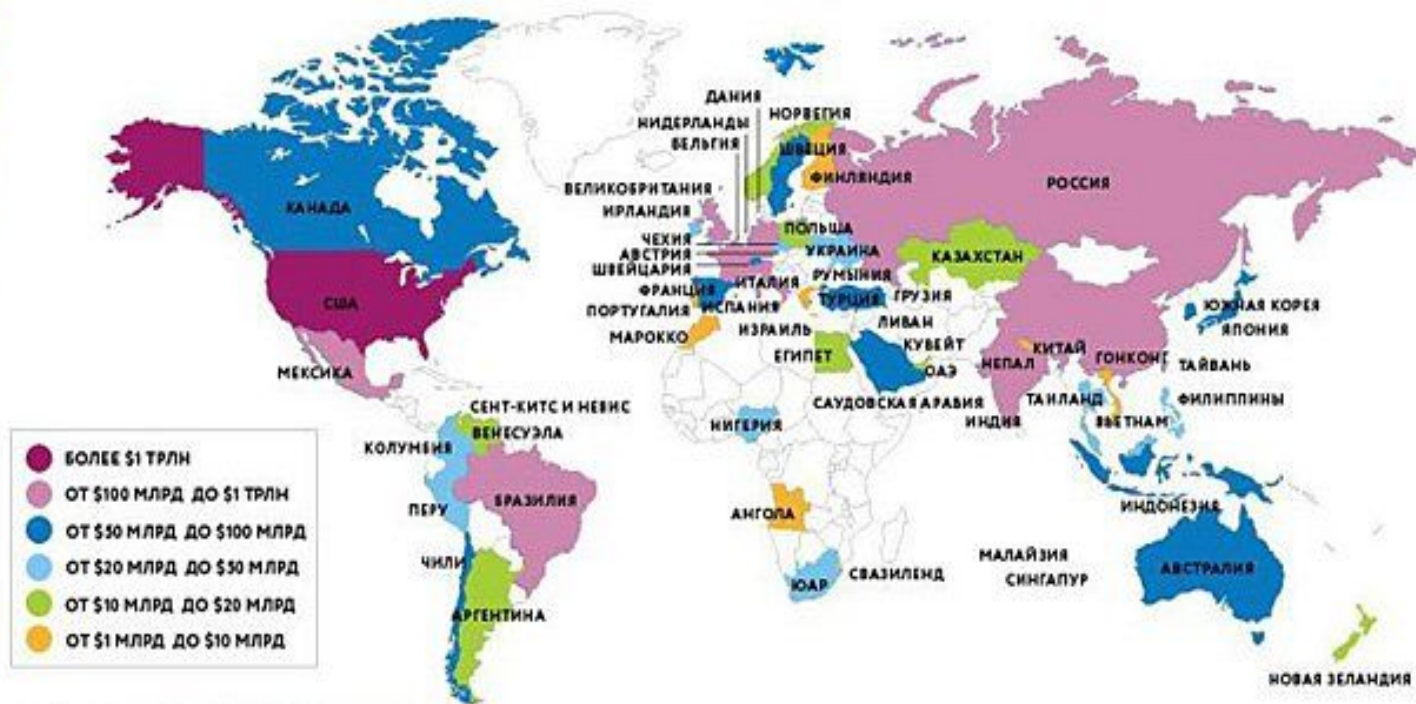 ДАНИЯ
НИДЕРЛАНДЫ
БЕЛЬГИЯ
НОРВЕГИЯ
ШВЕЦИЯ
ФИНЛЯНДИЯ
ВЕЛИКОБРИТАНИЯ
ИРЛАНДИЯ
РОССИЯ
КАНАДА
ЧЕХИЯ
АВСТРИЯ
ШВЕЙЦАРИЯ
ПОЛЬША
УКРАИНА
РУМЫНИЯ
КАЗАХСТАН
США
ФРАНЦИЯ
ИТАЛИЯ
ПОРТУГАЛИЯ
ИСПАНИЯ
ТУРЦИЯ
ГРУЗИЯ
ЮЖНАЯ КОРЕЯ
ЯПОНИЯ
МАРОККО
ИЗРАИЛЬ
ЛИВАН
ЕГИПЕТ
КУВЕЙТ
ОАЭ
НЕПАЛ
КИТАЙ
ГОНКОНГ
ТАЙВАНЬ
МЕКСИКА
САУДОВСКАЯ АРАВИЯ
ИНДИЯ
ТАИЛАНД
ВЬЕТНАМ
ФИЛИППИНЫ
СЕНТ-КИТС И НЕВИС
ВЕНЕСУЭЛА
КОЛУМБИЯ
НИГЕРИЯ
ПЕРУ
БРАЗИЛИЯ
АНГОЛА
ИНДОНЕЗИЯ
ЧИЛИ
АРГЕНТИНА
ЮАР
СВАЗИЛЕНД
МАЛАЙЗИЯ
СИНГАПУР
АВСТРАЛИЯ
НОВАЯ ЗЕЛАНДИЯ
БОЛЕЕ $1 ТРЛН
ОТ $100 МЛРД ДО $1 ТРЛН
ОТ $50 МЛРД ДО $100 МЛРД
ОТ $20 МЛРД ДО $50 МЛРД
ОТ $10 МЛРД ДО $20 МЛРД
ОТ $1 МЛРД ДО $10 МЛРД